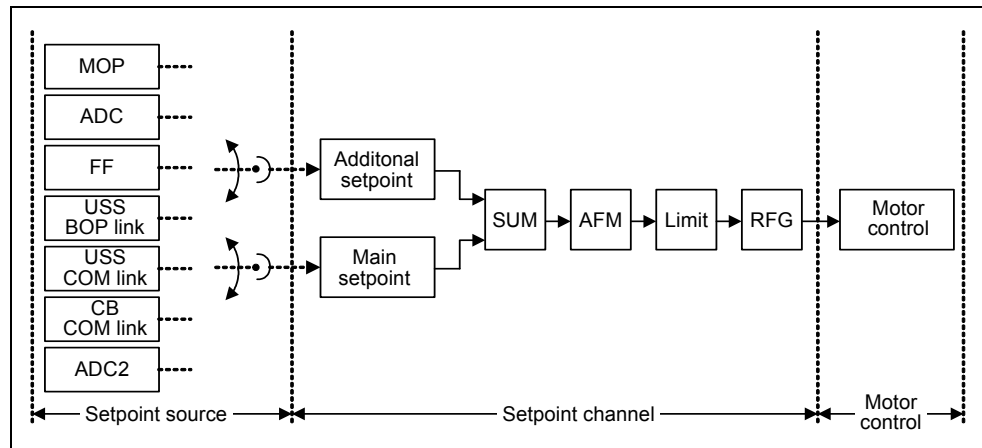 MOP
ADC
FF
USS
BOP link
USS
COM link
CB
COM link
ADC2
Additonal
setpoint
Main
setpoint
SUM
AFM
Limit
RFG
Motor
control
Setpoint source
Setpoint channel
Motor
control